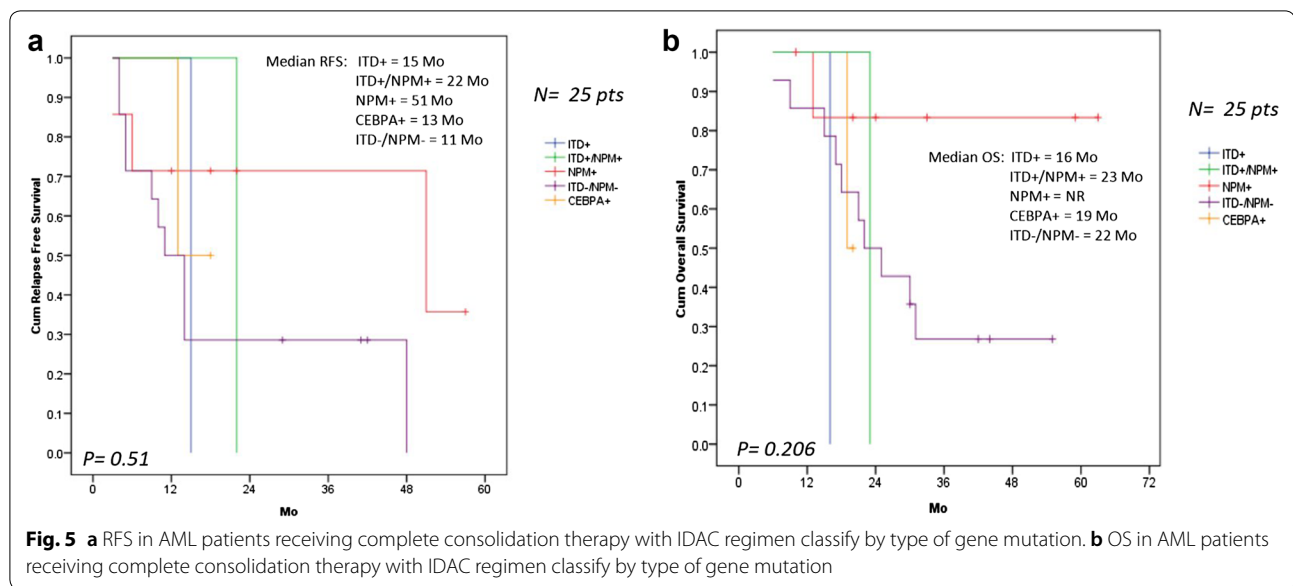 a
Median RFS: ITD+ = 15 Mo
ITD+/NPM+ = 22 Mo
NPM+ = 51 Mo
CEBPA+ = 13 Mo
ITD-/NPM- = 11 Mo
N= 25 pts
ITD+
ITD+/NPM+
NPM+
ITD-/NPM-
CEBPA+
Cum Relapse Free Survival
1.0
0.9
0.8
0.7
0.6
0.5
0.4
0.3
0.2
0.1
0.0
P= 0.51
0 12 24 36 48 60
Mo
b
N= 25 pts
Median OS: ITD+ = 16 Mo
ITD+/NPM+ = 23 Mo
NPM+ = NR
CEBPA+ = 19 Mo
ITD-/NPM- = 22 Mo
ITD+
ITD+/NPM+
NPM+
ITD-/NPM-
CEBPA+
Cum Overall Survival
1.0
0.9
0.8
0.7
0.6
0.5
0.4
0.3
0.2
0.1
0.0
P= 0.206
0 12 24 36 48 60 72
Mo
Fig. 5 a RFS in AML patients receiving complete consolidation therapy with IDAC regimen classify by type of gene mutation. b OS in AML patients
receiving complete consolidation therapy with IDAC regimen classify by type of gene mutation